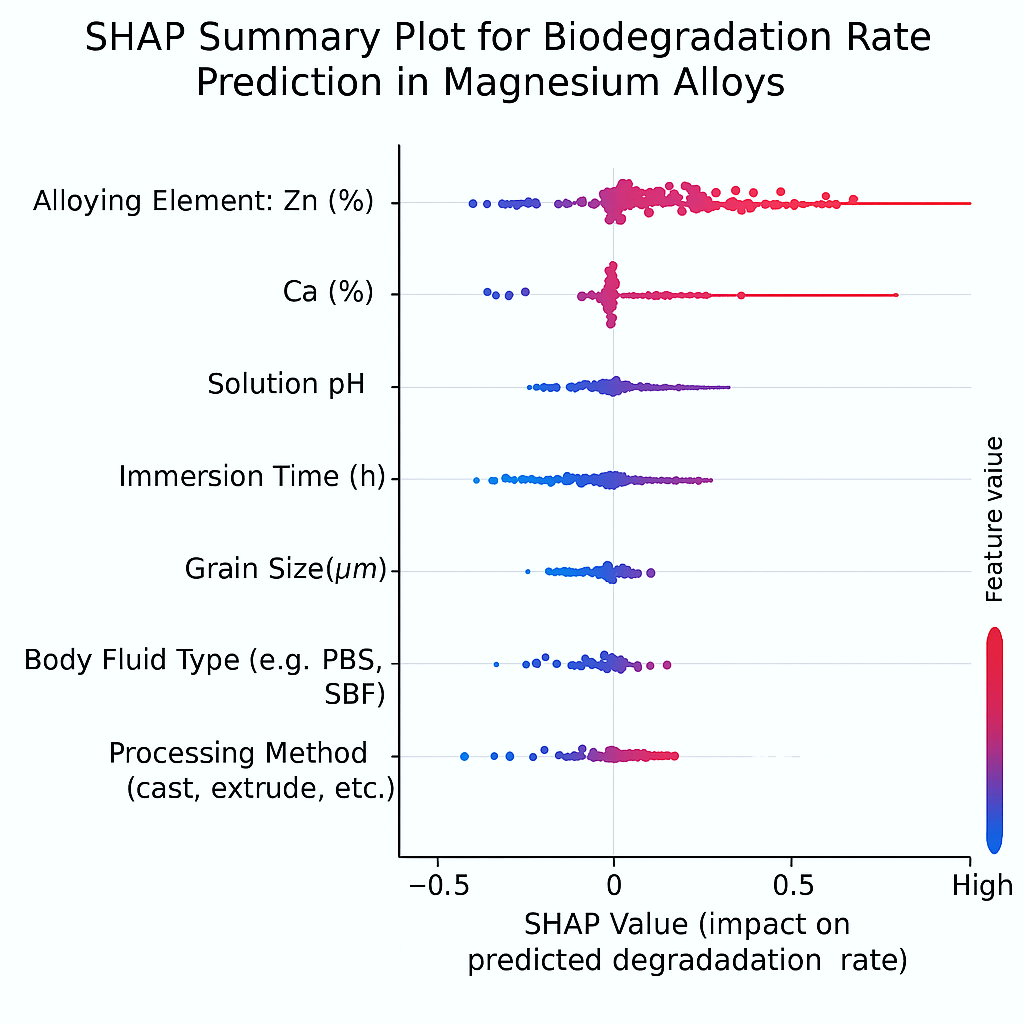 SHAP Summary Plot for Biodegradation Rate
Prediction in Magnesium Alloys
Alloying Element: Zn (%)
Ca (%)
Solution pH
Immersion Time (h)
Grain Size(μm)
Body Fluid Type (e.g. PBS,
SBF)
Processing Method
(cast, extrude, etc.)
Feature value
−0.5
0
0.5
High
SHAP Value (impact on
predicted degradadation rate)